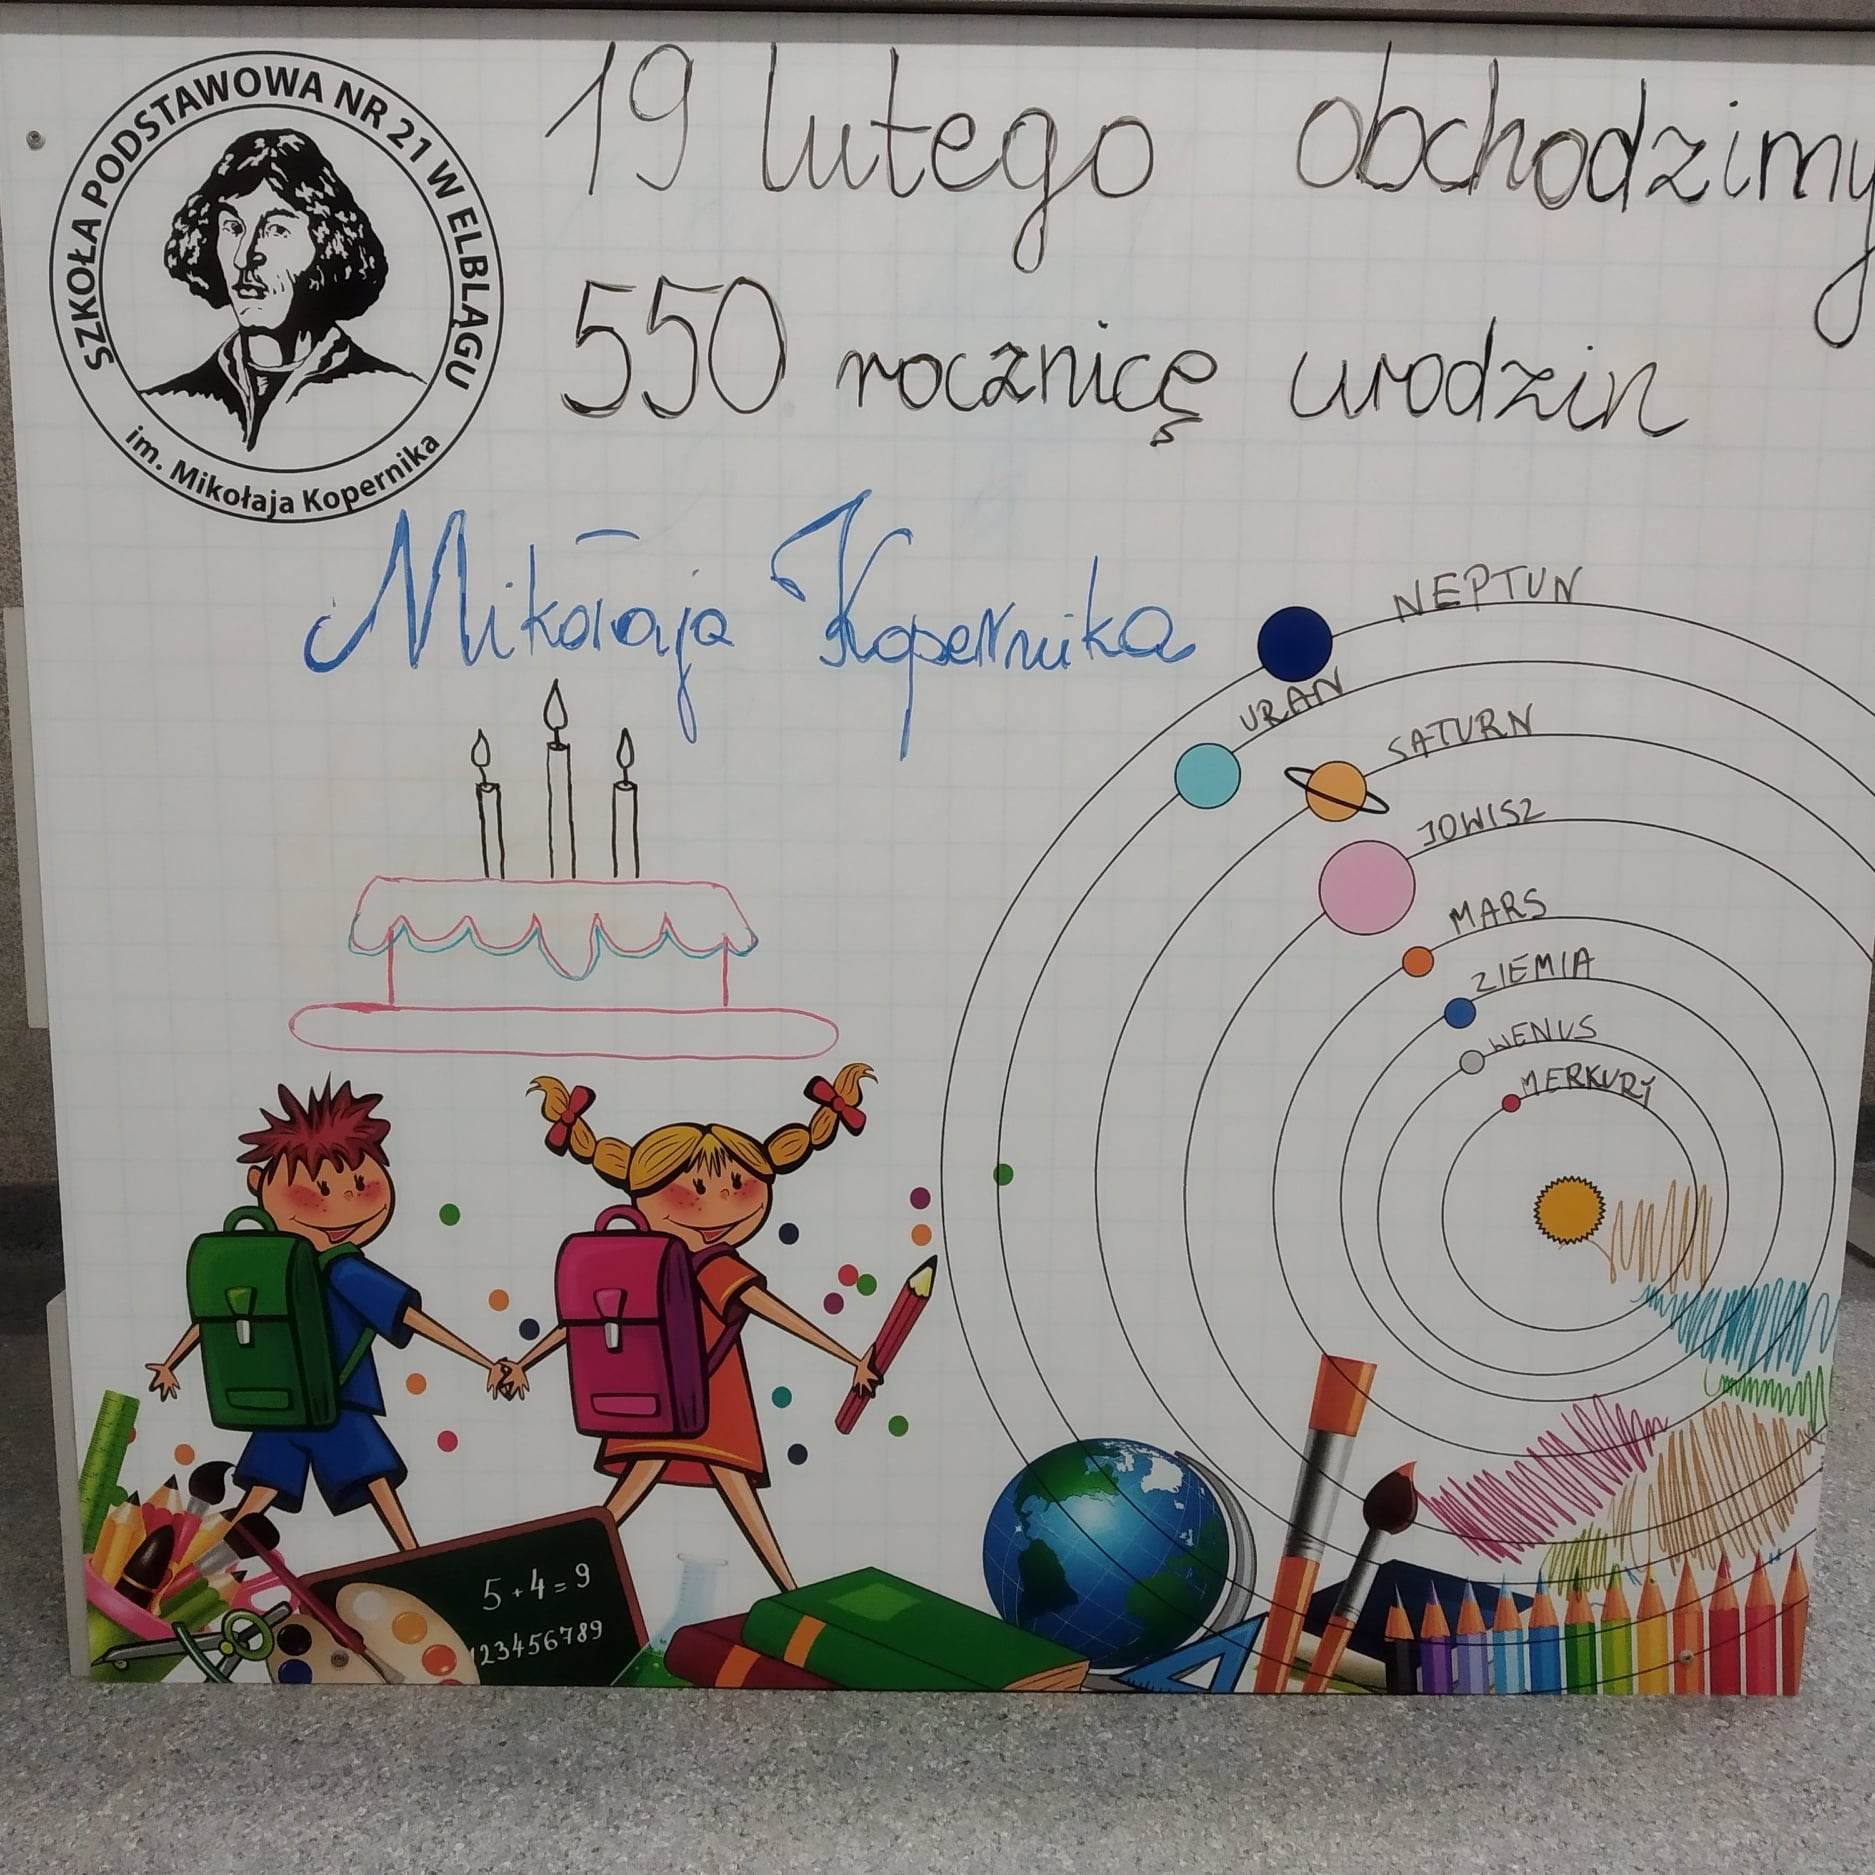 SZKOŁA PODSTAWOWA NR 21 W ELBLĄGU
im. Mikołaja Kopernika
19 lutego obchodzimy
550 rocznicę urodzin
Mikołaja Kopernika
NEPTUN
URAN
SATURN
JOWISZ
MARS
ZIEMIA
WENUS
MERKURY
5+4=9
123456789